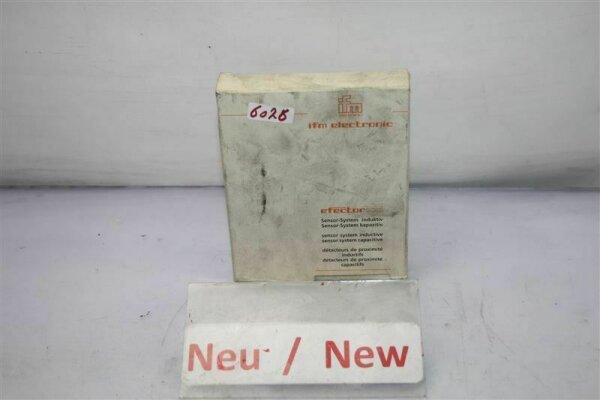 6026
ifm
ifm electronic
efector
Sensor-System induktiv
Sensor-System kapazitiv
sensor system inductive
sensor system capacitive
détecteurs de proximité
inductifs
détecteurs de proximité
capacitifs
Neu / New